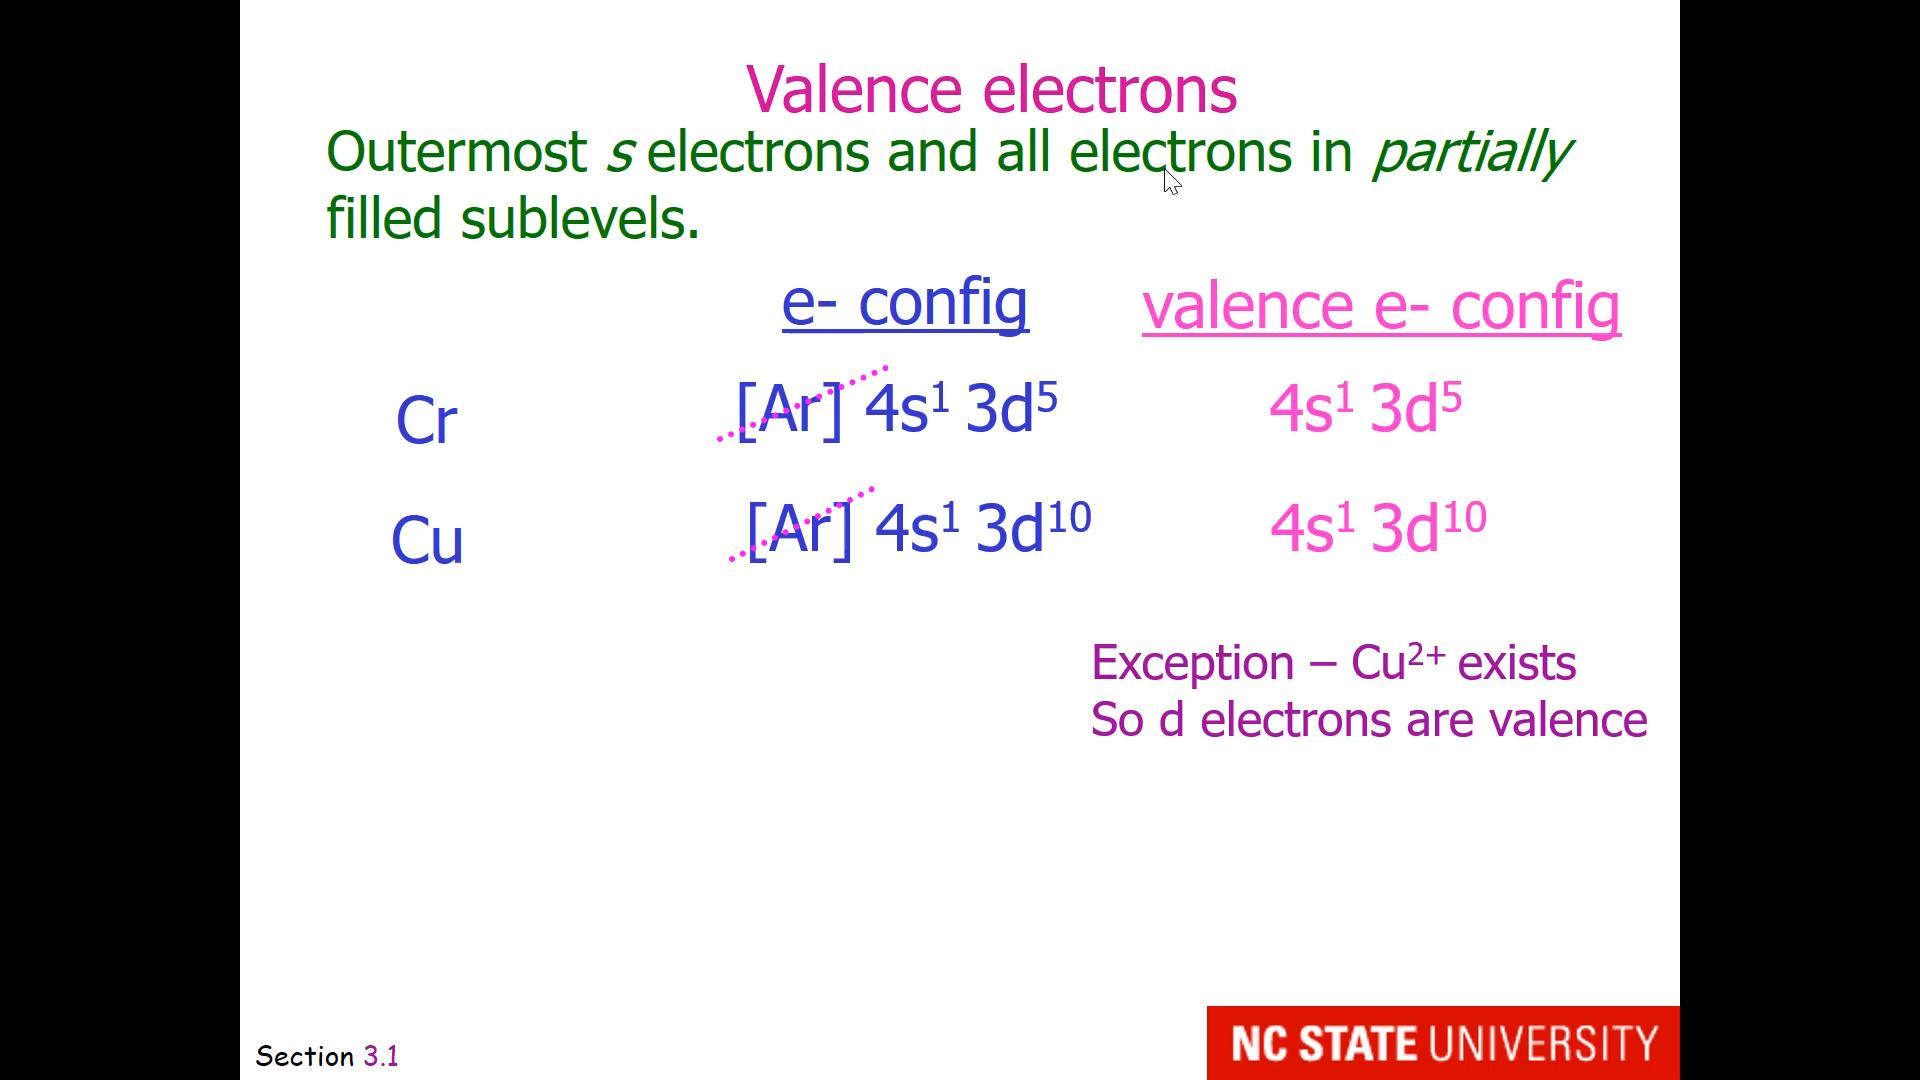 Valence electrons
Outermost s electrons and all electrons in partially
filled sublevels.
e- config
valence e- config
Cr
[Ar] 4s¹ 3d⁵
4s¹ 3d⁵
Cu
[Ar] 4s¹ 3d¹⁰
4s¹ 3d¹⁰
Exception – Cu²⁺ exists
So d electrons are valence
Section 3.1
NC STATE UNIVERSITY